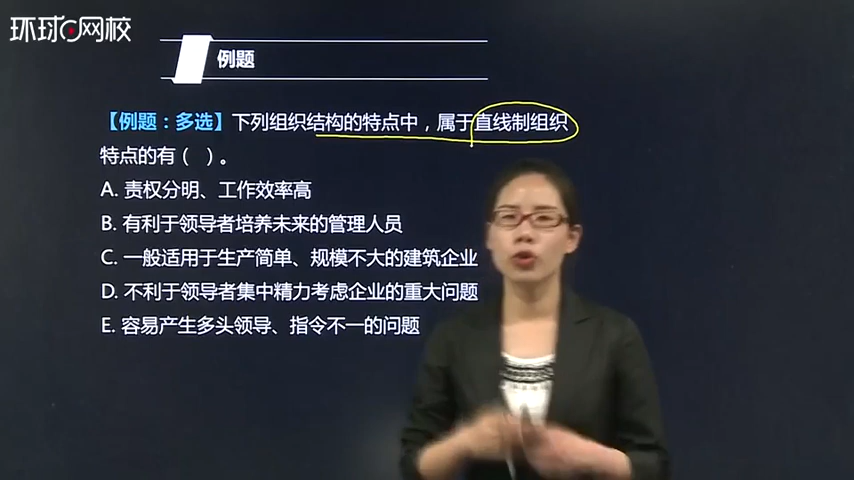 环球网校
例题
【例题：多选】下列组织结构的特点中，属于直线制组织
特点的有（ ）。
A. 责权分明、工作效率高
B. 有利于领导者培养未来的管理人员
C. 一般适用于生产简单、规模不大的建筑企业
D. 不利于领导者集中精力考虑企业的重大问题
E. 容易产生多头领导、指令不一的问题